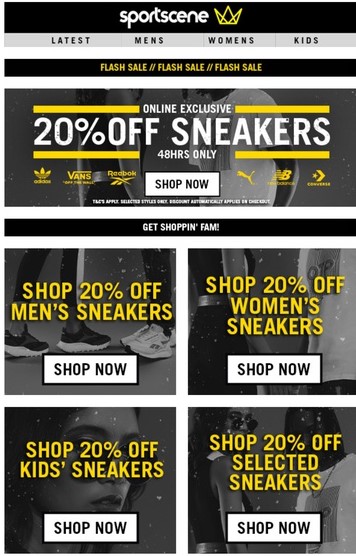 sportscene
LATEST MENS WOMENS KIDS
FLASH SALE // FLASH SALE // FLASH SALE
ONLINE EXCLUSIVE
20%OFF SNEAKERS
48HRS ONLY
adidas VANS Reebok new balance CONVERSE
"OFF THE WALL"
SHOP NOW
T&C'S APPLY. SELECTED STYLES ONLY. DISCOUNT AUTOMATICALLY APPLIES ON CHECKOUT.
GET SHOPPIN' FAM!
SHOP 20% OFF
MEN'S SNEAKERS
SHOP NOW
SHOP 20% OFF
WOMEN'S
SNEAKERS
SHOP NOW
SHOP 20% OFF
KIDS' SNEAKERS
SHOP NOW
SHOP 20% OFF
SELECTED
SNEAKERS
SHOP NOW